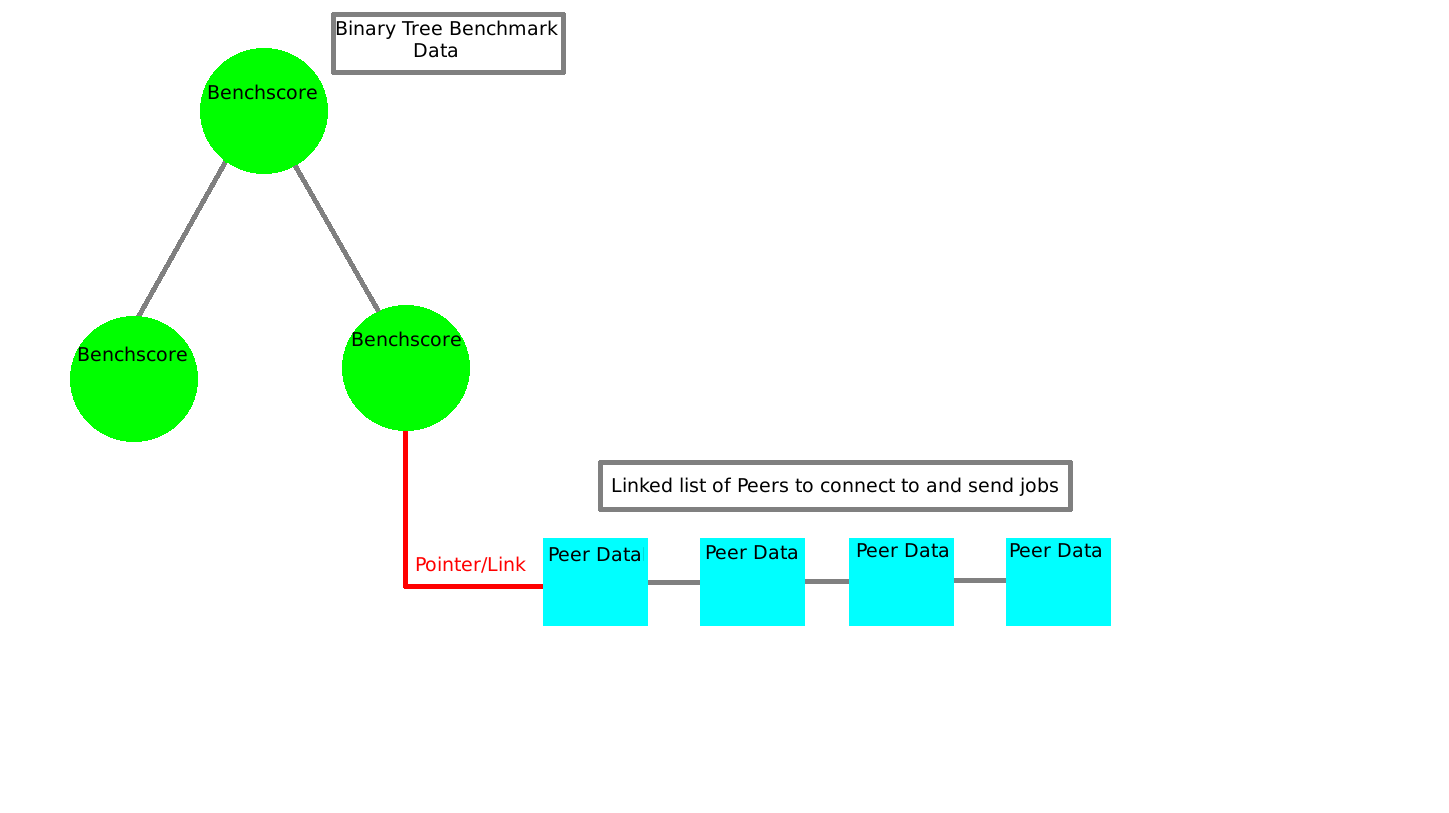 Binary Tree Benchmark
Data
Benchscore
Benchscore
Benchscore
Linked list of Peers to connect to and send jobs
Pointer/Link
Peer Data
Peer Data
Peer Data
Peer Data